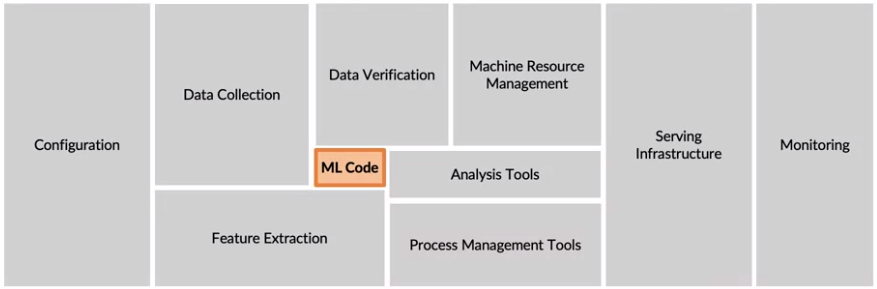 Configuration
Data Collection
Data Verification
Machine Resource
Management
ML Code
Analysis Tools
Feature Extraction
Process Management Tools
Serving
Infrastructure
Monitoring